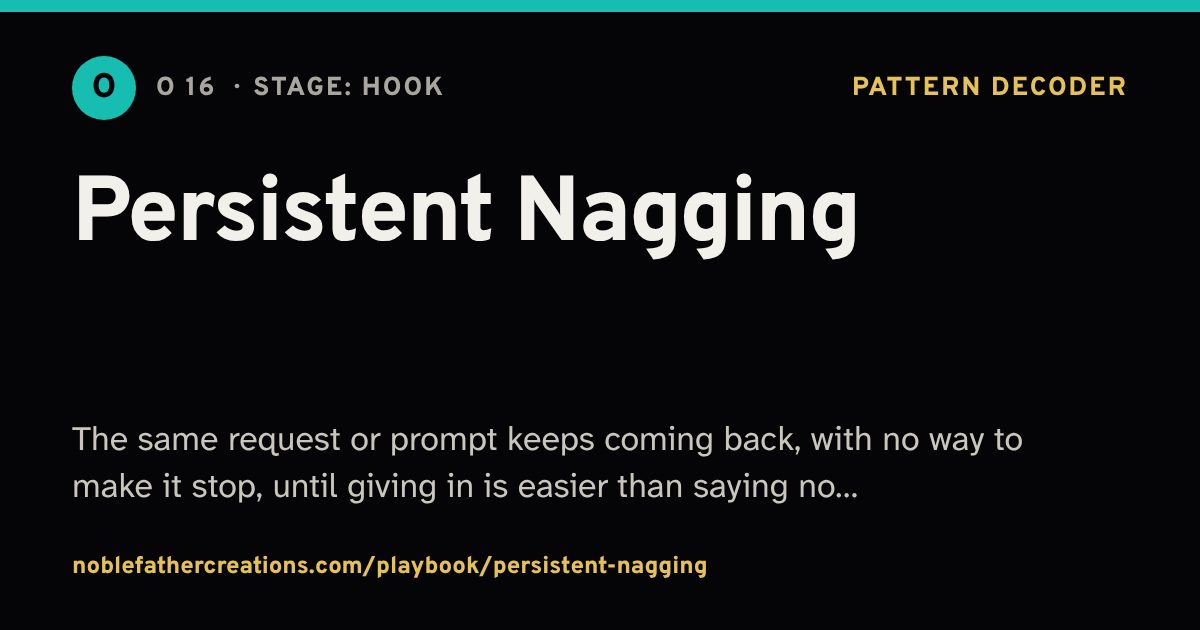 O
O 16 · STAGE: HOOK
PATTERN DECODER
Persistent Nagging
The same request or prompt keeps coming back, with no way to
make it stop, until giving in is easier than saying no...
noblefathercreations.com/playbook/persistent-nagging